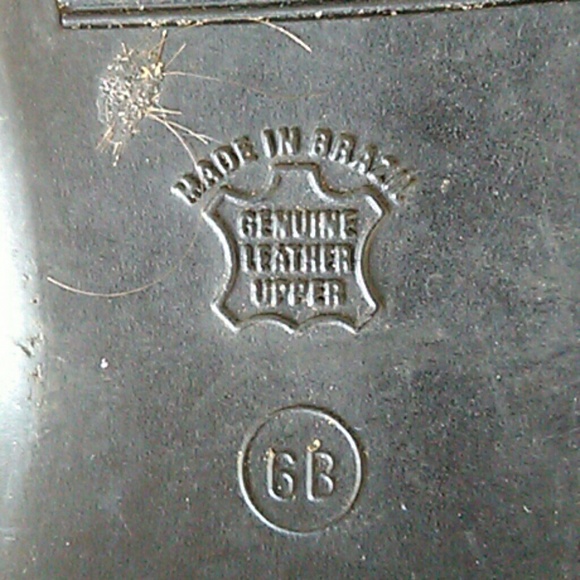 MADE IN BRAZIL
GENUINE
LEATHER
UPPER
6B